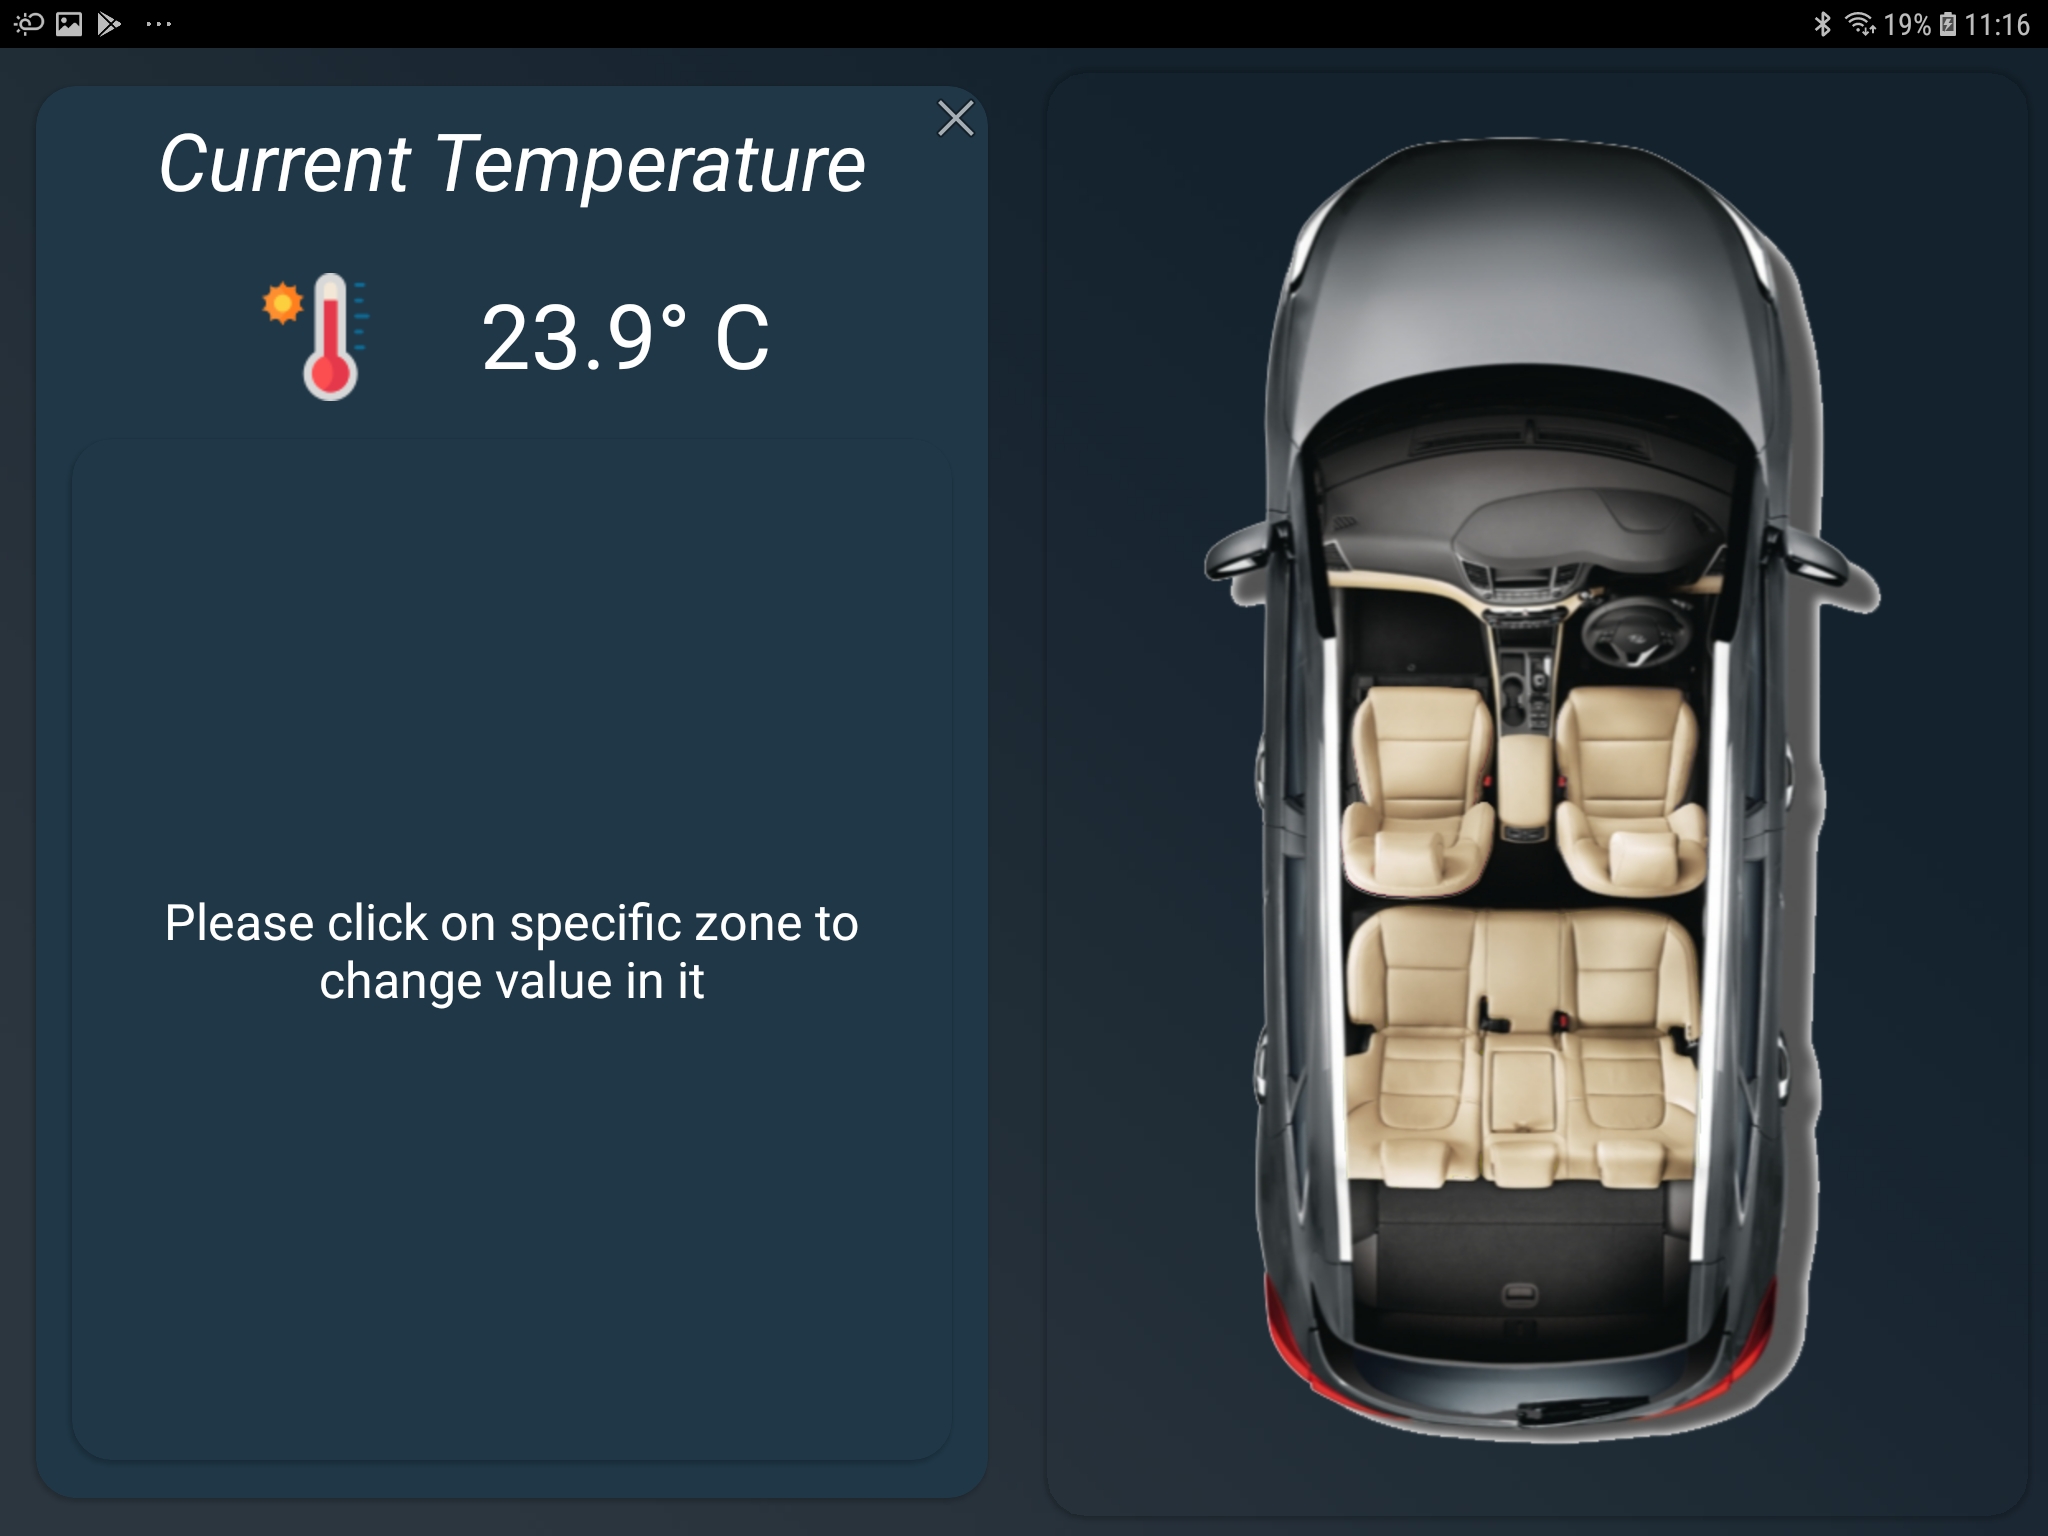 19% 11:16
Current Temperature
23.9° C
Please click on specific zone to
change value in it